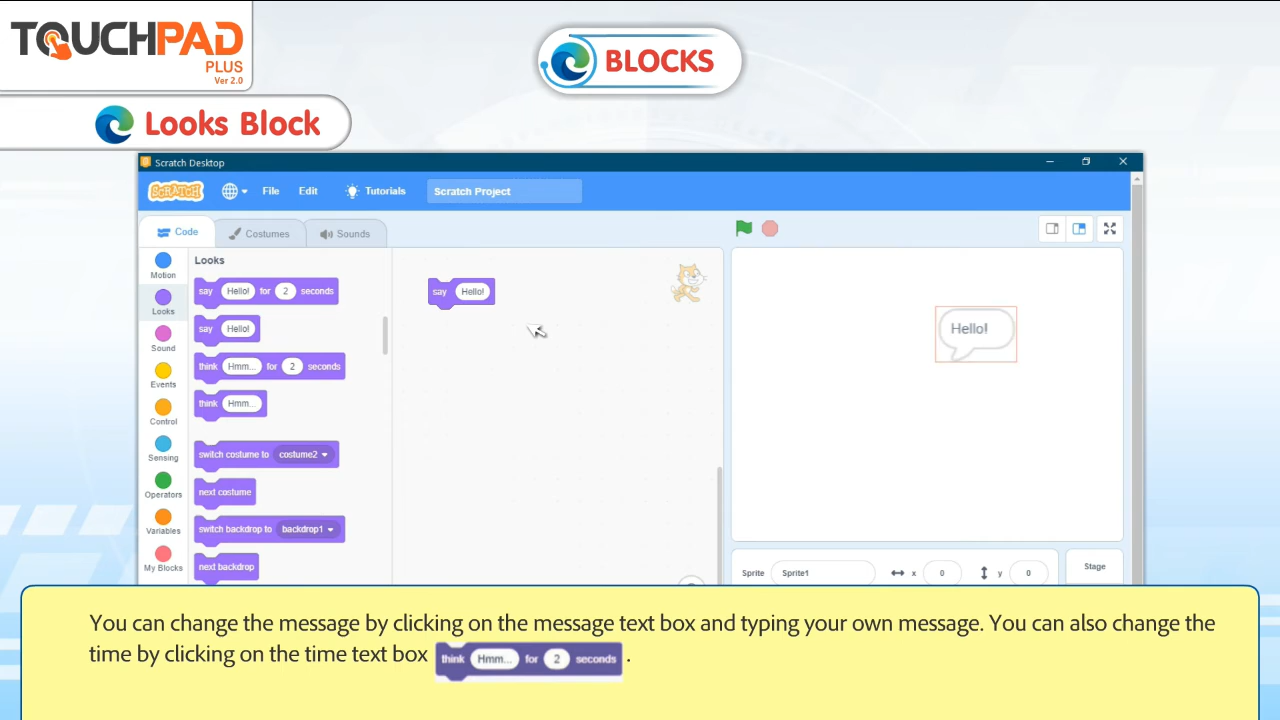 TOUCHPAD
PLUS
Ver 2.0
BLOCKS
Looks Block
Scratch Desktop
SCRATCH
File Edit Tutorials Scratch Project
Code Costumes Sounds
Motion
Looks
Sound
Events
Control
Sensing
Operators
Variables
My Blocks
Looks
say Hello! for 2 seconds
say Hello!
think Hmm... for 2 seconds
think Hmm...
switch costume to costume2
next costume
switch backdrop to backdrop1
next backdrop
say Hello!
Hello!
Sprite Sprite1 x 0 y 0
Stage
You can change the message by clicking on the message text box and typing your own message. You can also change the
time by clicking on the time text box think Hmm... for 2 seconds .